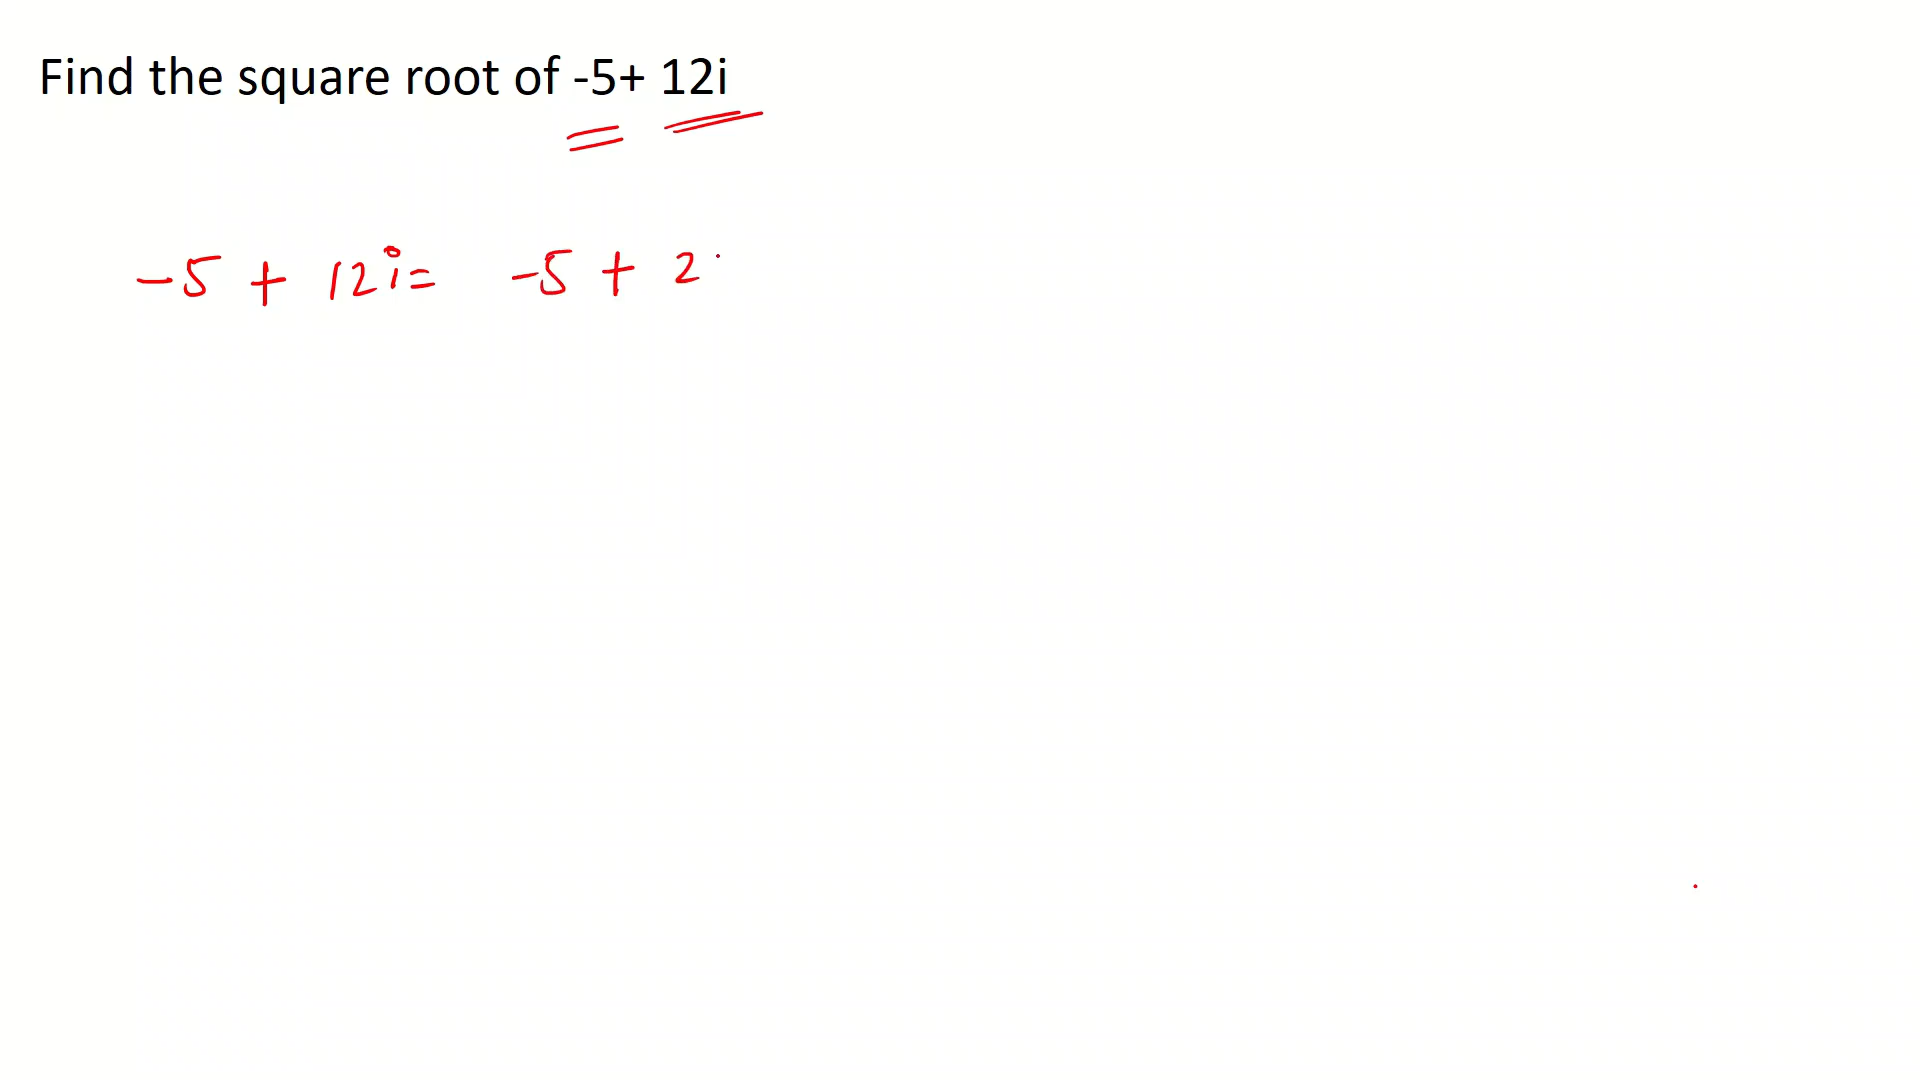 Find the square root of -5+ 12i
-5 + 12i= -5 + 2